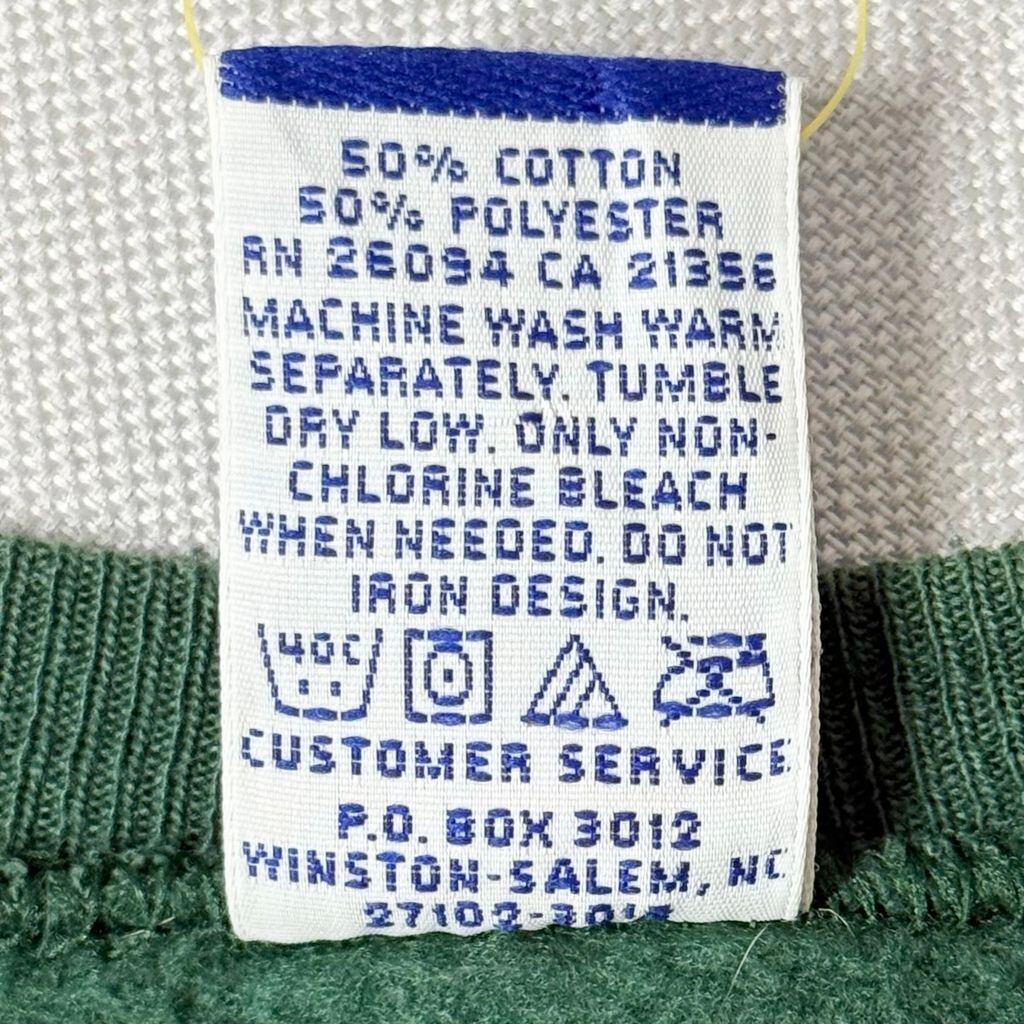 50% COTTON
50% POLYESTER
RN 26094 CA 21356
MACHINE WASH WARM
SEPARATELY. TUMBLE
DRY LOW. ONLY NON-
CHLORINE BLEACH
WHEN NEEDED. DO NOT
IRON DESIGN.
40C
CUSTOMER SERVICE
P.O. BOX 3012
WINSTON-SALEM, NC